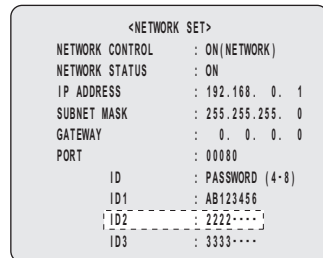 <NETWORK SET>
NETWORK CONTROL : ON(NETWORK)
NETWORK STATUS : ON
IP ADDRESS : 192.168. 0. 1
SUBNET MASK : 255.255.255. 0
GATEWAY : 0. 0. 0. 0
PORT : 00080
ID : PASSWORD (4-8)
ID1 : AB123456
ID2 : 2222····
ID3 : 3333····